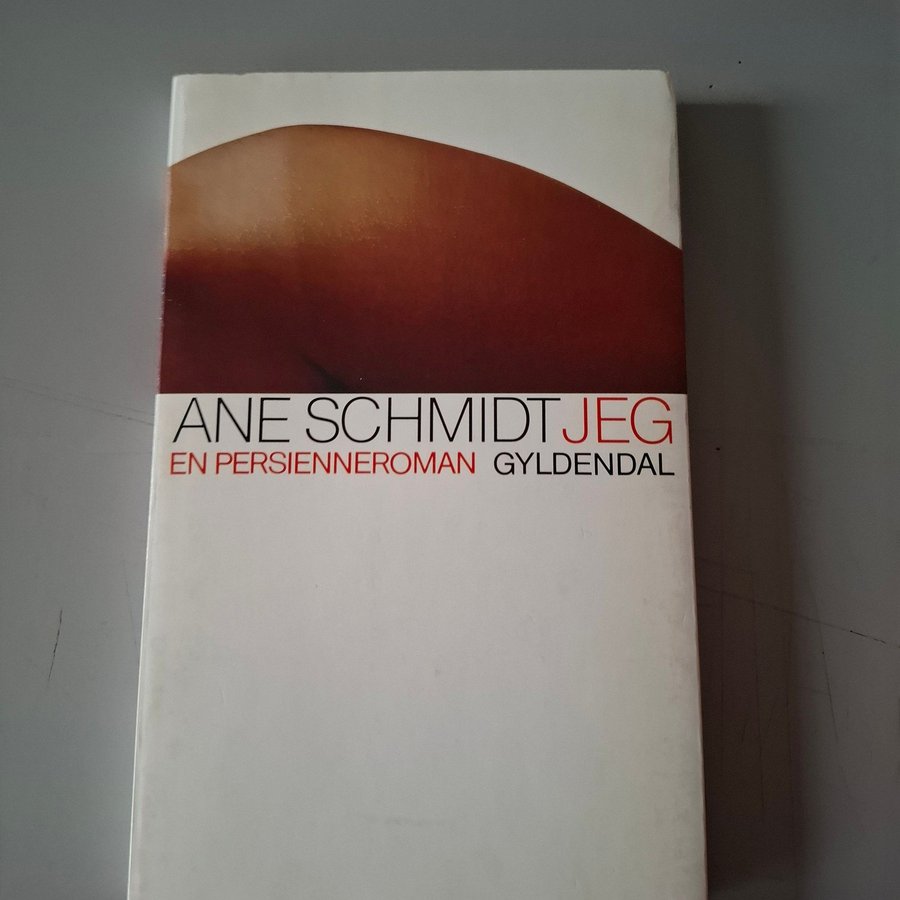 ANE SCHMIDT JEG
EN PERSIENNEROMAN GYLDENDAL